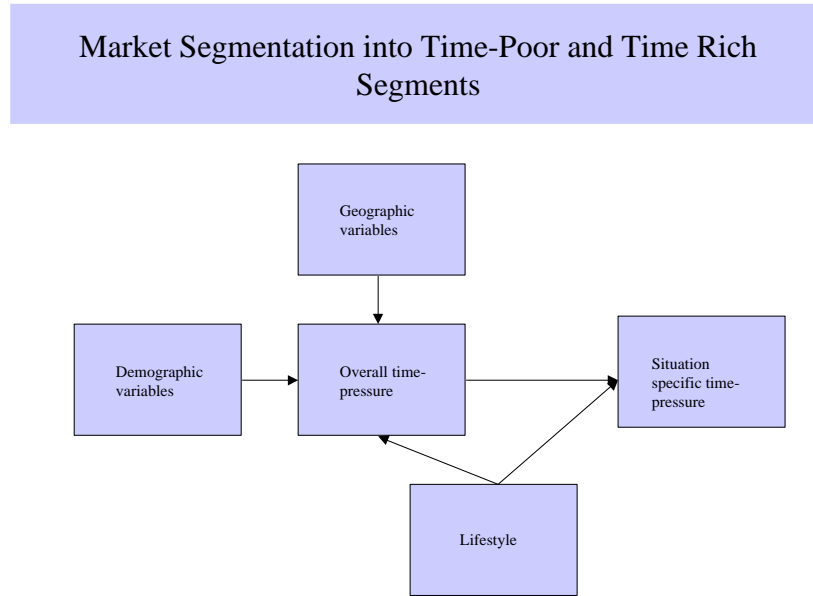 Market Segmentation into Time-Poor and Time Rich
Segments
Geographic
variables
Demographic
variables
Overall time-
pressure
Situation
specific time-
pressure
Lifestyle